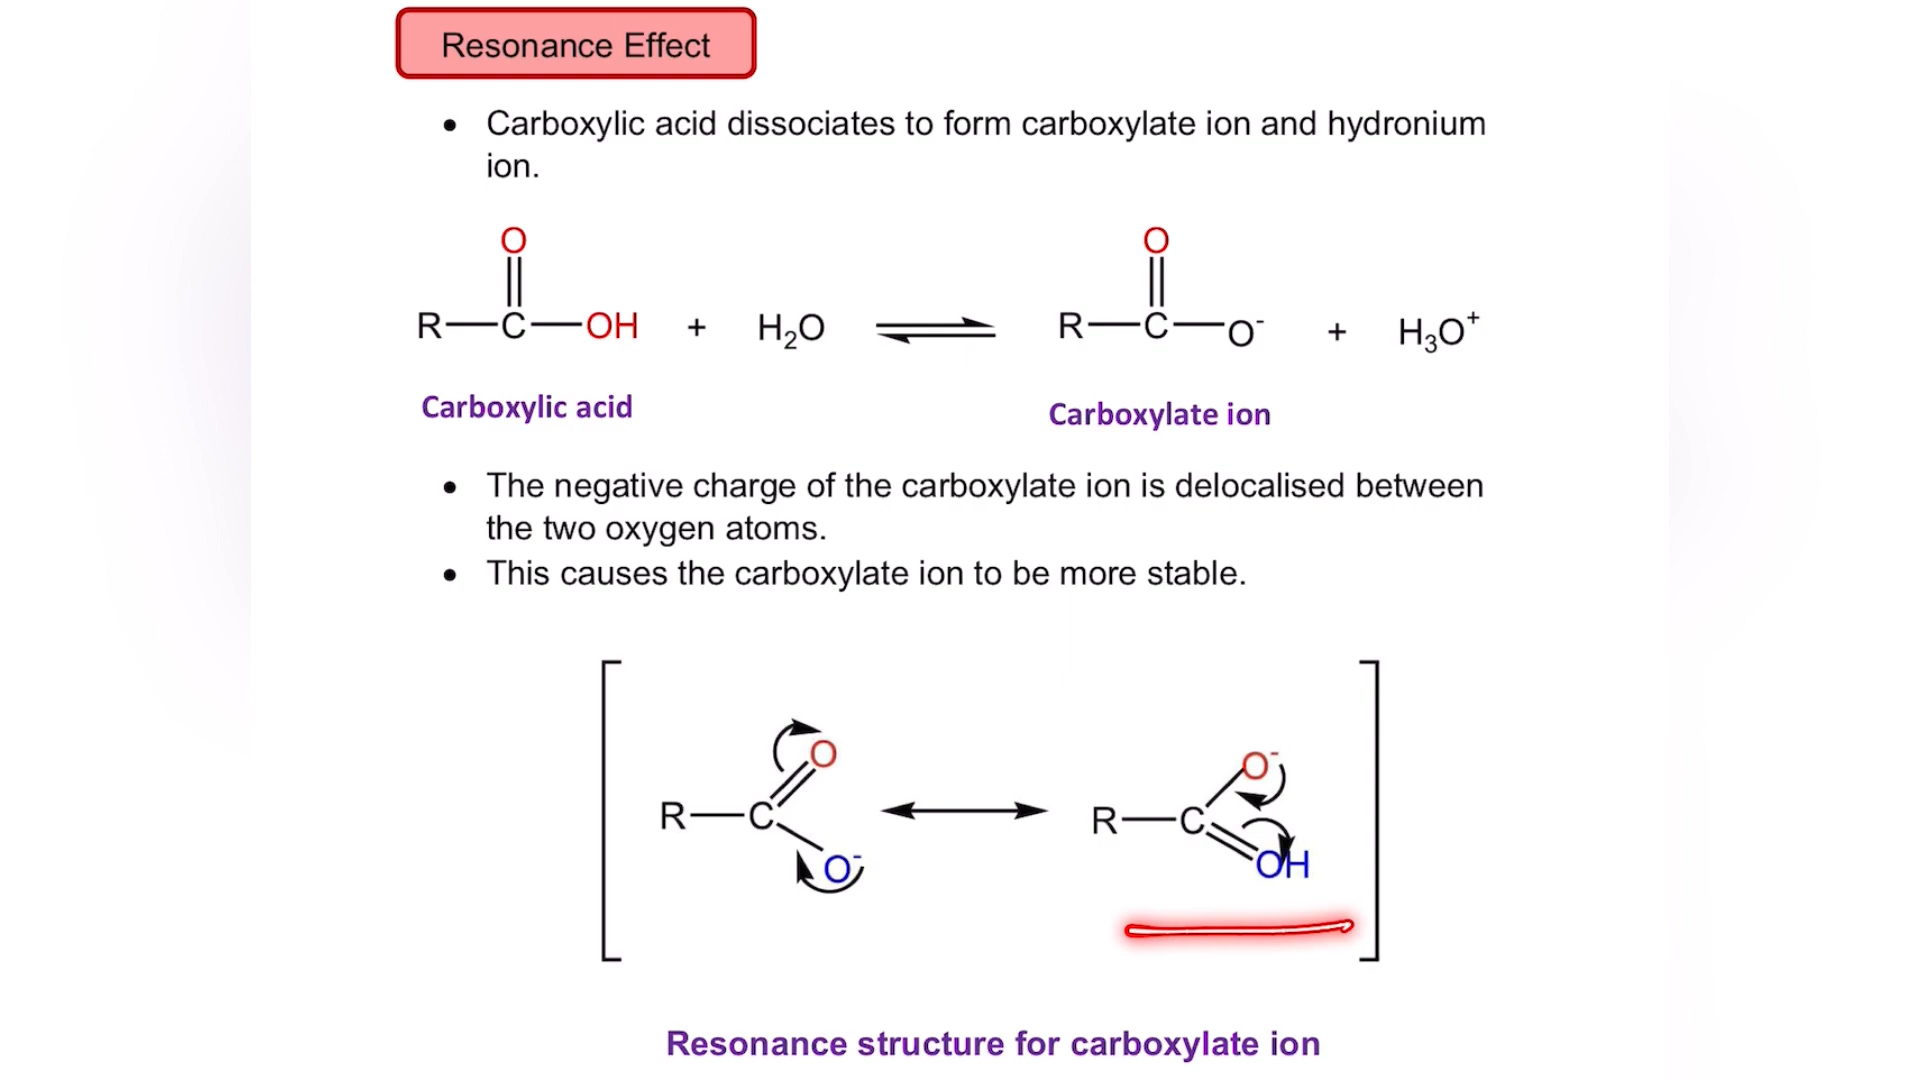 Resonance Effect
• Carboxylic acid dissociates to form carboxylate ion and hydronium
ion.
O O
R—C—OH + H₂O ⇌ R—C—O⁻ + H₃O⁺
Carboxylic acid Carboxylate ion
• The negative charge of the carboxylate ion is delocalised between
the two oxygen atoms.
• This causes the carboxylate ion to be more stable.
O O⁻
R—C ↔ R—C
O⁻ OH
Resonance structure for carboxylate ion